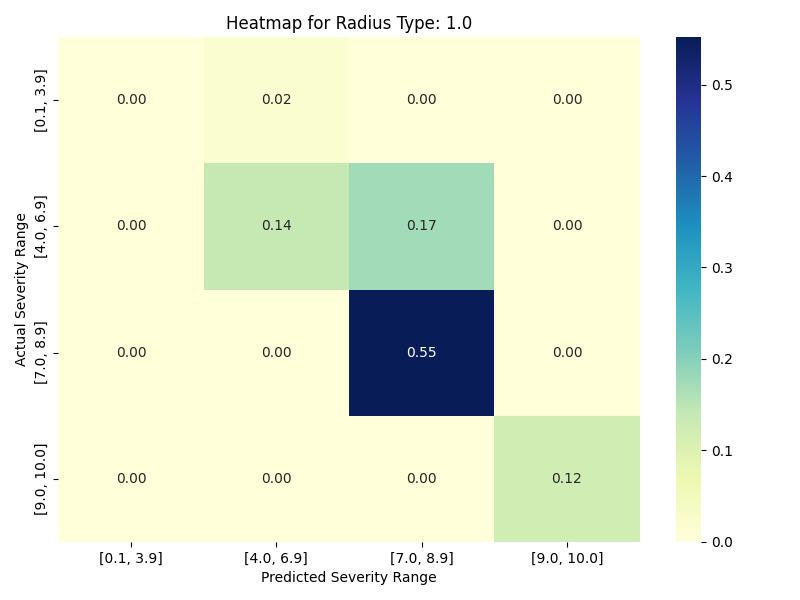 Heatmap for Radius Type: 1.0
Actual Severity Range
[0.1, 3.9]
0.00 0.02 0.00 0.00
[4.0, 6.9]
0.00 0.14 0.17 0.00
[7.0, 8.9]
0.00 0.00 0.55 0.00
[9.0, 10.0]
0.00 0.00 0.00 0.12
[0.1, 3.9] [4.0, 6.9] [7.0, 8.9] [9.0, 10.0]
Predicted Severity Range
0.5
0.4
0.3
0.2
0.1
0.0